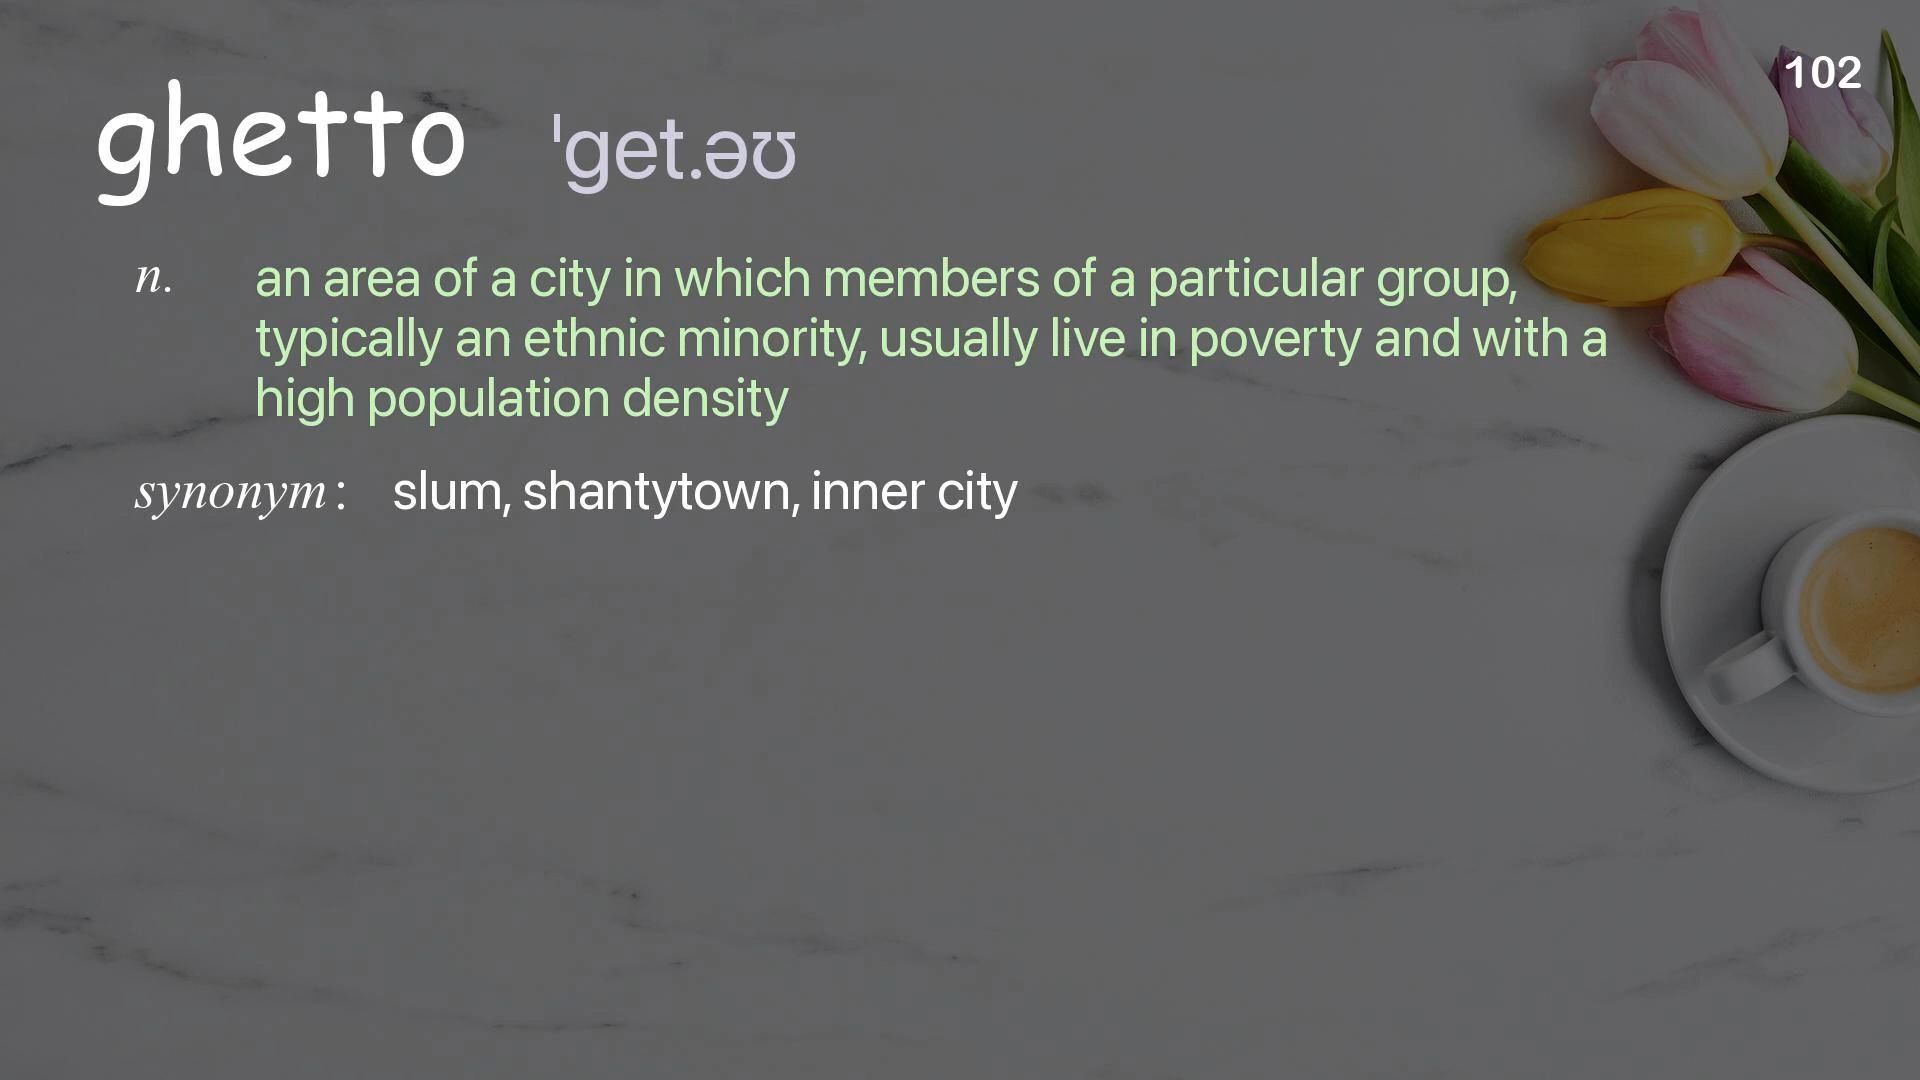 102
ghetto ˈget.əʊ
n. an area of a city in which members of a particular group,
typically an ethnic minority, usually live in poverty and with a
high population density
synonym : slum, shantytown, inner city